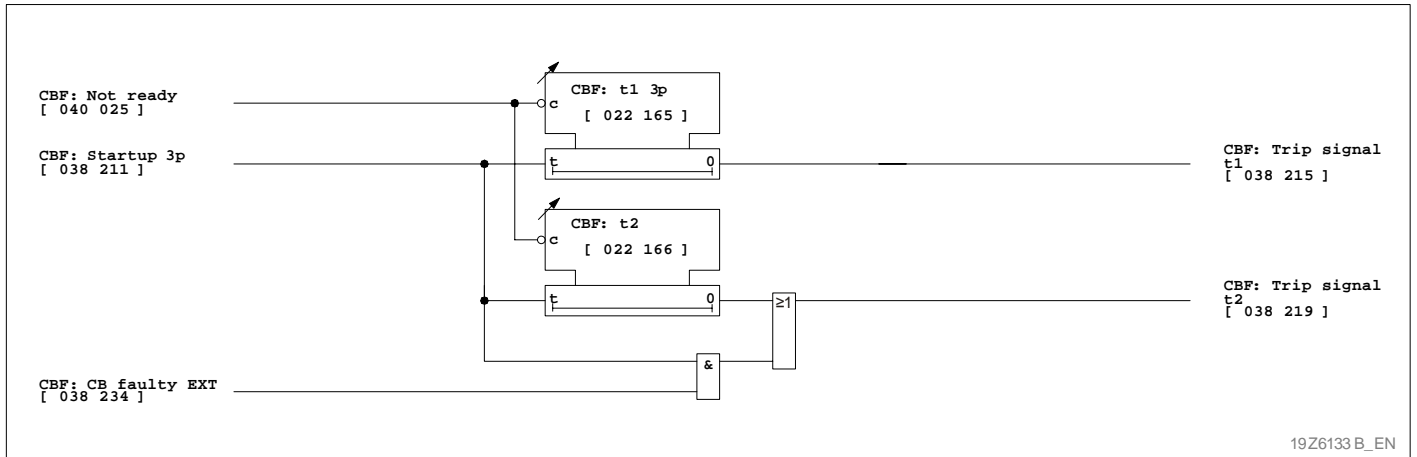 CBF: Not ready
[ 040 025 ]
c
CBF: t1 3p
[ 022 165 ]
CBF: Startup 3p
[ 038 211 ]
t 0
CBF: Trip signal
t1
[ 038 215 ]
c
CBF: t2
[ 022 166 ]
t 0
≥1
CBF: Trip signal
t2
[ 038 219 ]
&
CBF: CB faulty EXT
[ 038 234 ]
19Z6133 B_EN